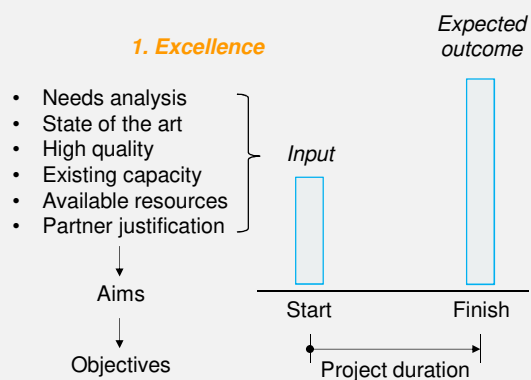 1. Excellence
• Needs analysis
• State of the art
• High quality
• Existing capacity
• Available resources
• Partner justification
Aims
Objectives
Input
Expected
outcome
Start
Finish
Project duration